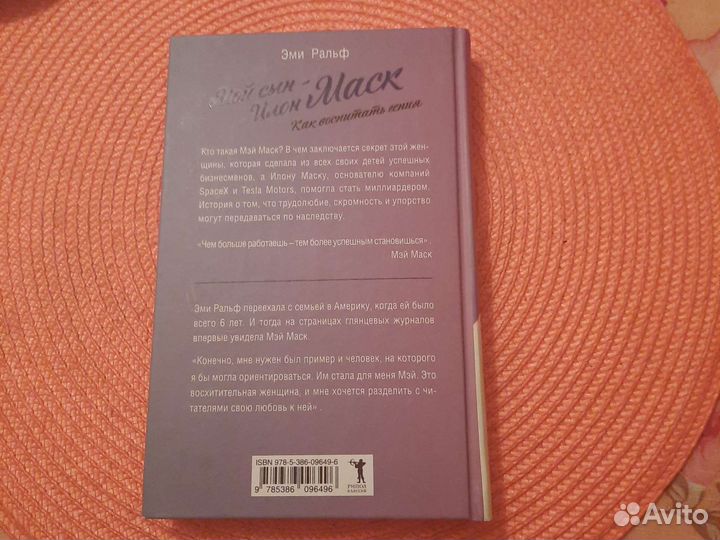 Эми Ральф
Мой сын -
Илон Маск
Как воспитать гения
Кто такая Мэй Маск? В чем заключается секрет этой жен-
щины, которая сделала из всех своих детей успешных
бизнесменов, а Илону Маску, основателю компаний
SpaceX и Tesla Motors, помогла стать миллиардером.
История о том, что трудолюбие, скромность и упорство
могут передаваться по наследству.
«Чем больше работаешь – тем более успешным становишься».
Мэй Маск
Эми Ральф переехала с семьей в Америку, когда ей было
всего 6 лет. И тогда на страницах глянцевых журналов
впервые увидела Мэй Маск.
«Конечно, мне нужен был пример и человек, на которого
я бы могла ориентироваться. Им стала для меня Мэй. Это
восхитительная женщина, и мне хочется разделить с чи-
тателями свою любовь к ней» .
ISBN 978-5-386-09649-6
9 785386 096496
РИПОЛ
КЛАССИК
Avito